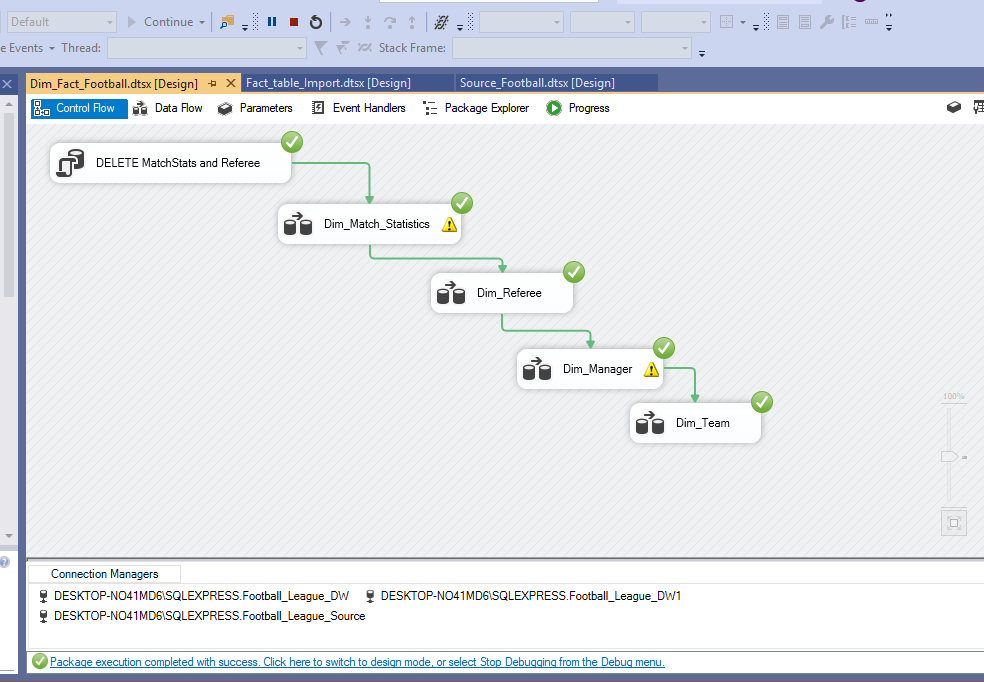 Default
Continue
e Events
Thread:
Stack Frame:
Dim_Fact_Football.dtsx [Design]
Fact_table_Import.dtsx [Design]
Source_Football.dtsx [Design]
Control Flow
Data Flow
Parameters
Event Handlers
Package Explorer
Progress
DELETE MatchStats and Referee
Dim_Match_Statistics
Dim_Referee
Dim_Manager
Dim_Team
100%
Connection Managers
DESKTOP-NO41MD6\SQLEXPRESS.Football_League_DW
DESKTOP-NO41MD6\SQLEXPRESS.Football_League_DW1
DESKTOP-NO41MD6\SQLEXPRESS.Football_League_Source
Package execution completed with success. Click here to switch to design mode, or select Stop Debugging from the Debug menu.